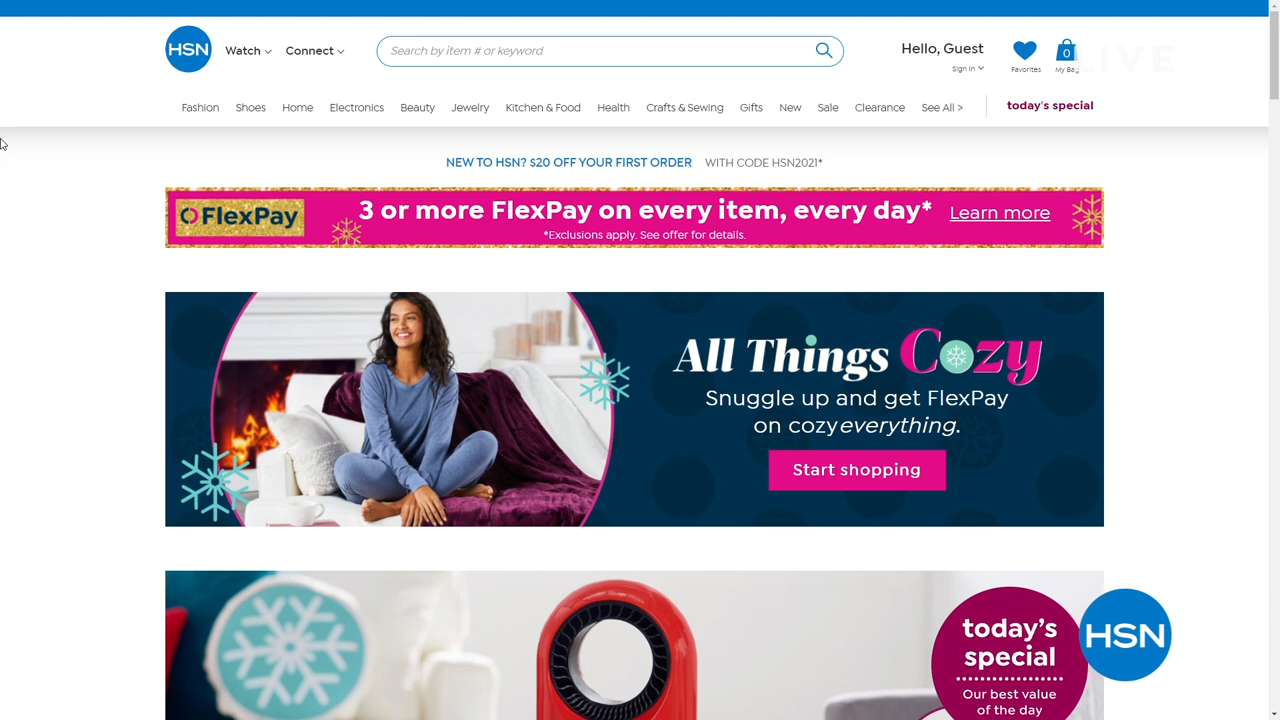 HSN
Watch
Connect
Search by item # or keyword
Hello, Guest
Sign in
Favorites
0
My Bag
LIVE
Fashion
Shoes
Home
Electronics
Beauty
Jewelry
Kitchen & Food
Health
Crafts & Sewing
Gifts
New
Sale
Clearance
See All >
today's special
NEW TO HSN? $20 OFF YOUR FIRST ORDER WITH CODE HSN2021*
FlexPay
3 or more FlexPay on every item, every day* Learn more
*Exclusions apply. See offer for details.
All Things Cozy
Snuggle up and get FlexPay
on cozy everything.
Start shopping
today's
special
Our best value
of the day
HSN